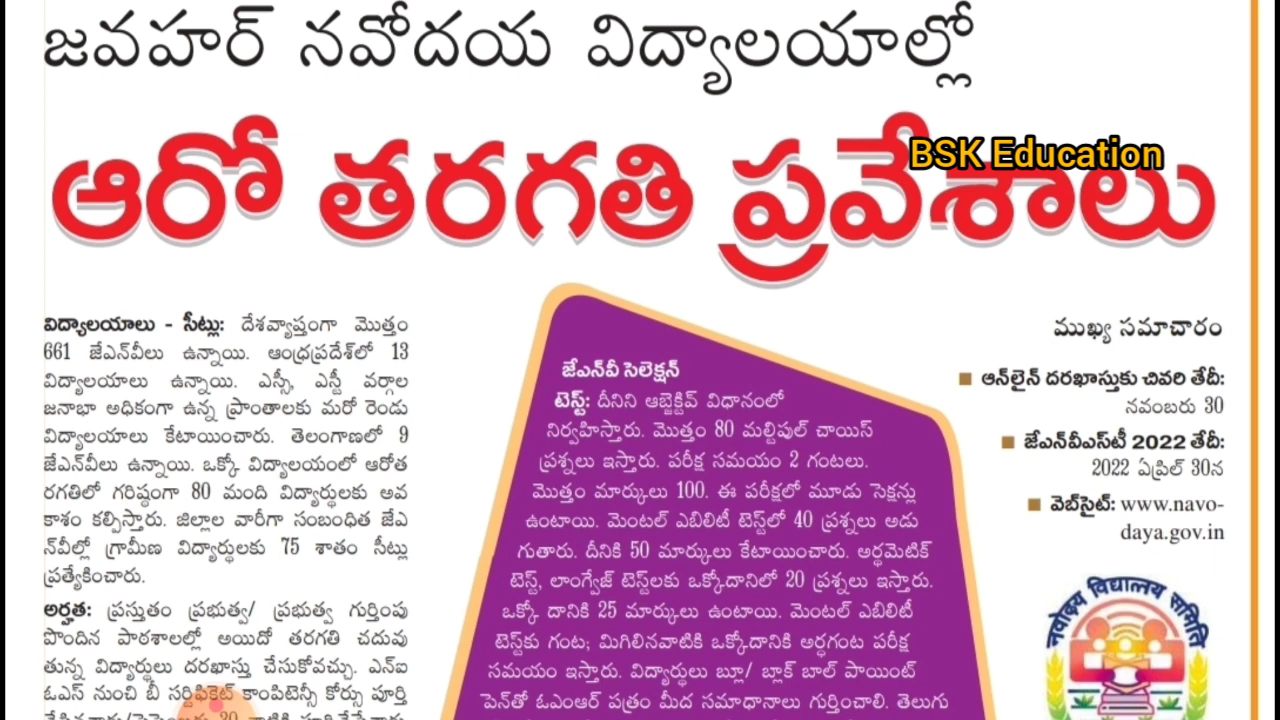 జవహర్ నవోదయ విద్యాలయాల్లో
ఆరో తరగతి ప్రవేశాలు
BSK Education
విద్యాలయాలు - సీట్లు: దేశవ్యాప్తంగా మొత్తం
661 జేఎన్‌వీలు ఉన్నాయి. ఆంధ్రప్రదేశ్‌లో 13
విద్యాలయాలు ఉన్నాయి. ఎస్సీ, ఎస్టీ వర్గాల
జనాభా అధికంగా ఉన్న ప్రాంతాలకు మరో రెండు
విద్యాలయాలు కేటాయించారు. తెలంగాణలో 9
జేఎన్‌వీలు ఉన్నాయి. ఒక్కో విద్యాలయంలో ఆరోత
రగతిలో గరిష్ఠంగా 80 మంది విద్యార్థులకు అవ
కాశం కల్పిస్తారు. జిల్లాల వారీగా సంబంధిత జేఎ
న్‌వీల్లో గ్రామీణ విద్యార్థులకు 75 శాతం సీట్లు
ప్రత్యేకించారు.
అర్హత: ప్రస్తుతం ప్రభుత్వ/ ప్రభుత్వ గుర్తింపు
పొందిన పాఠశాలల్లో అయిదో తరగతి చదువు
తున్న విద్యార్థులు దరఖాస్తు చేసుకోవచ్చు. ఎన్ఐ
ఓఎస్ నుంచి బీ సర్టిఫికెట్ కాంపిటెన్సీ కోర్సు పూర్తి
జేఎన్‌వీ సెలెక్షన్
టెస్ట్: దీనిని ఆబ్జెక్టివ్ విధానంలో
నిర్వహిస్తారు. మొత్తం 80 మల్టిపుల్ చాయిస్
ప్రశ్నలు ఇస్తారు. పరీక్ష సమయం 2 గంటలు.
మొత్తం మార్కులు 100. ఈ పరీక్షలో మూడు సెక్షన్లు
ఉంటాయి. మెంటల్ ఎబిలిటీ టెస్ట్‌లో 40 ప్రశ్నలు అడు
గుతారు. దీనికి 50 మార్కులు కేటాయించారు. అర్థమెటిక్
టెస్ట్, లాంగ్వేజ్ టెస్ట్‌లకు ఒక్కోదానిలో 20 ప్రశ్నలు ఇస్తారు.
ఒక్కో దానికి 25 మార్కులు ఉంటాయి. మెంటల్ ఎబిలిటీ
టెస్ట్‌కు గంట; మిగిలినవాటికి ఒక్కోదానికి అర్ధగంట పరీక్ష
సమయం ఇస్తారు. విద్యార్థులు బ్లూ/ బ్లాక్ బాల్ పాయింట్
పెన్‌తో ఓఎంఆర్ పత్రం మీద సమాధానాలు గుర్తించాలి. తెలుగు
ముఖ్య సమాచారం
ఆన్‌లైన్ దరఖాస్తుకు చివరి తేదీ:
నవంబరు 30
జేఎన్‌వీఎస్‌టీ 2022 తేదీ:
2022 ఏప్రిల్ 30న
వెబ్‌సైట్: www.navo-
daya.gov.in
नवोदय विद्यालय समिति